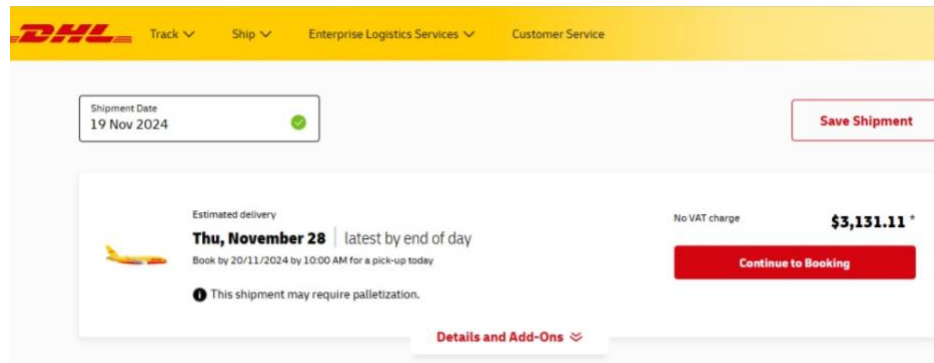 DHL Track Ship Enterprise Logistics Services Customer Service
Shipment Date
19 Nov 2024
Save Shipment
Estimated delivery
Thu, November 28 latest by end of day
Book by 20/11/2024 by 10:00 AM for a pick-up today
This shipment may require palletization.
No VAT charge
$3,131.11 *
Continue to Booking
Details and Add-Ons